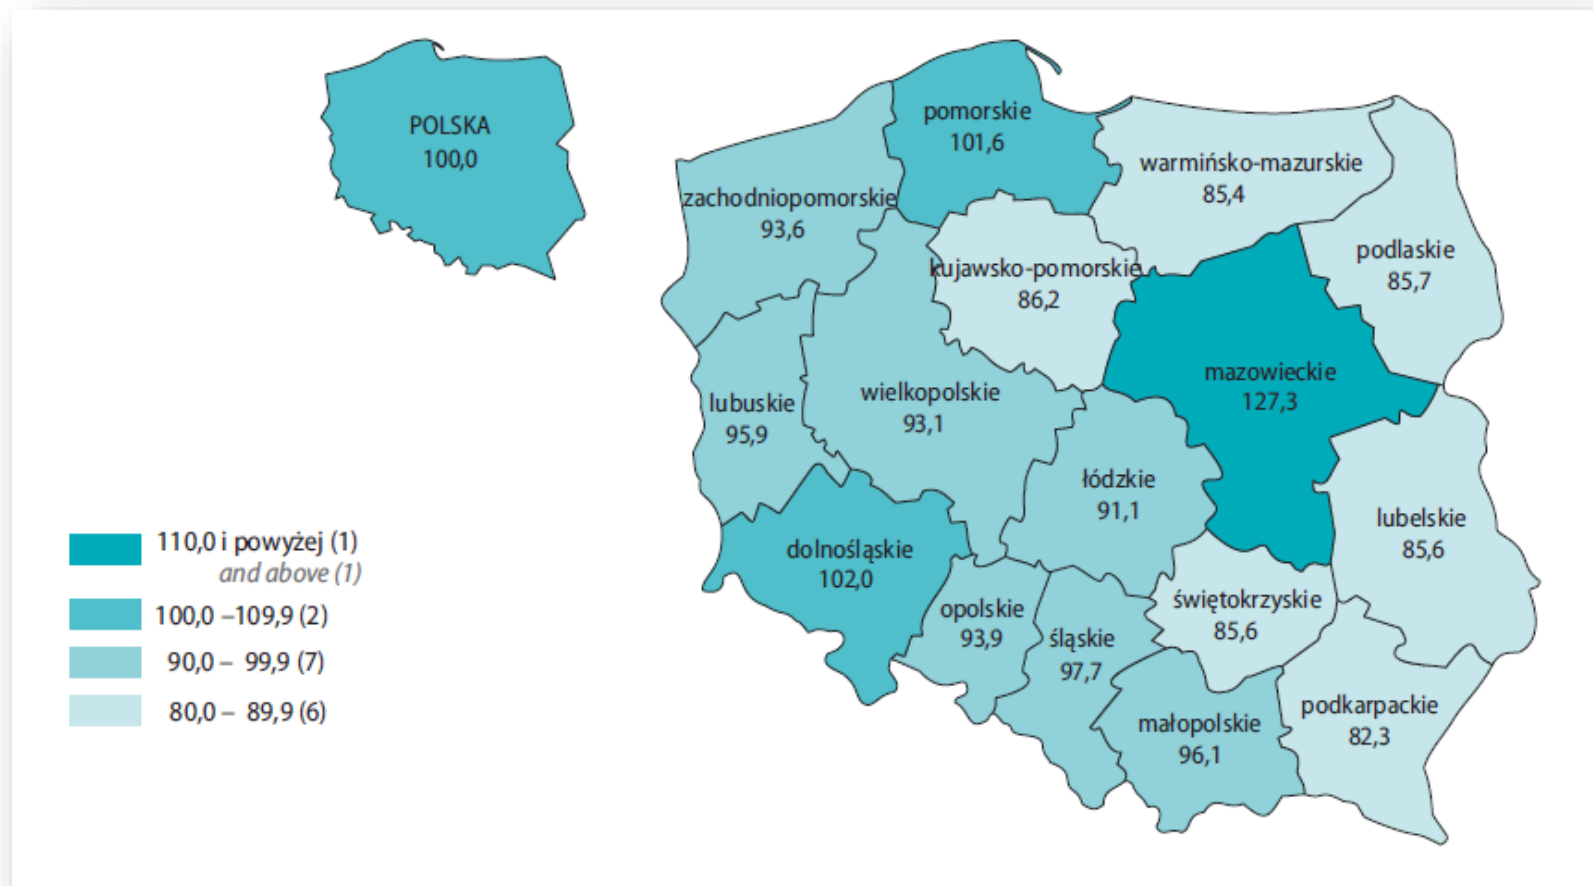 POLSKA
100,0
pomorskie
101,6
warmińsko-mazurskie
85,4
zachodniopomorskie
93,6
podlaskie
85,7
kujawsko-pomorskie
86,2
mazowieckie
127,3
wielkopolskie
93,1
lubuskie
95,9
łódzkie
91,1
lubelskie
85,6
dolnośląskie
102,0
świętokrzyskie
85,6
opolskie
93,9
śląskie
97,7
podkarpackie
82,3
małopolskie
96,1
110,0 i powyżej (1)
and above (1)
100,0 –109,9 (2)
90,0 – 99,9 (7)
80,0 – 89,9 (6)